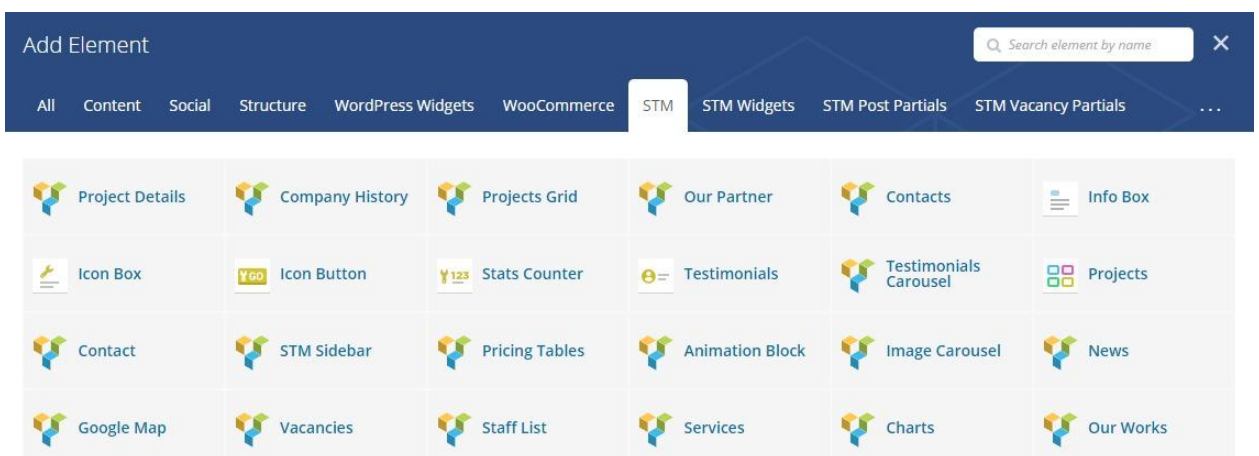 Add Element
Search element by name
All Content Social Structure WordPress Widgets WooCommerce STM STM Widgets STM Post Partials STM Vacancy Partials ...
Project Details Company History Projects Grid Our Partner Contacts Info Box
Icon Box GO Icon Button 123 Stats Counter Testimonials Testimonials Carousel Projects
Contact STM Sidebar Pricing Tables Animation Block Image Carousel News
Google Map Vacancies Staff List Services Charts Our Works